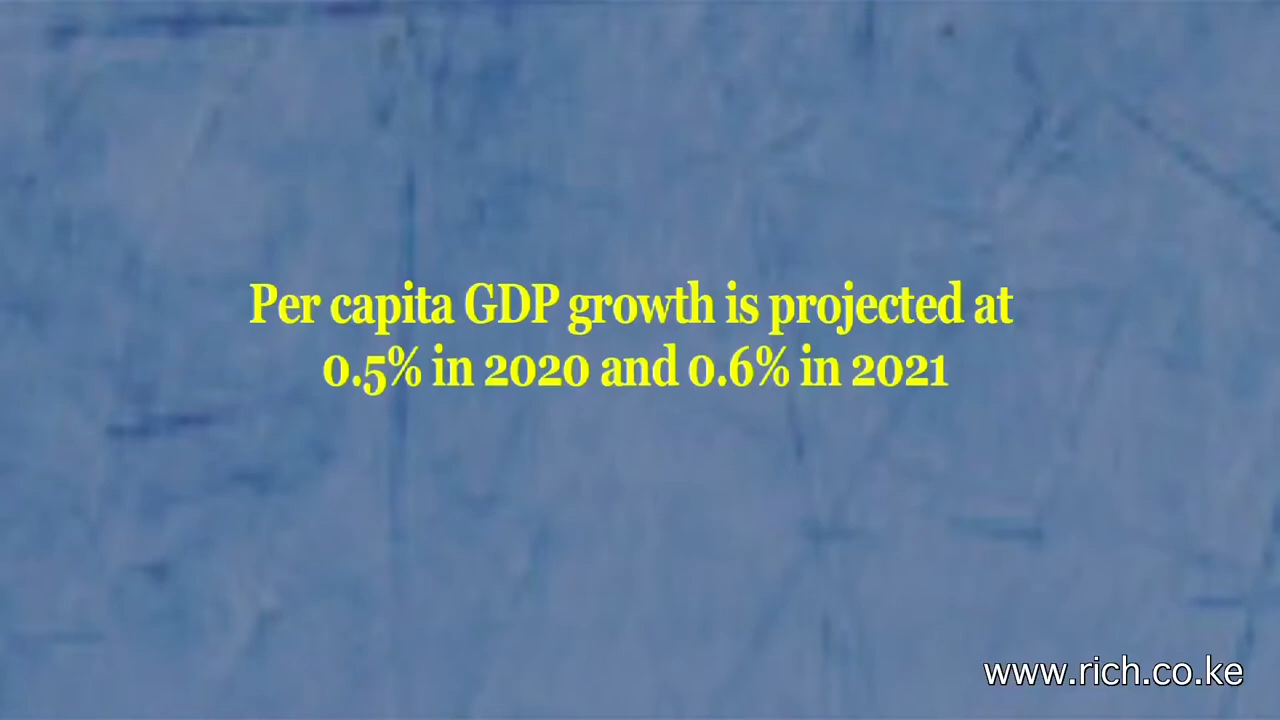 Per capita GDP growth is projected at
0.5% in 2020 and 0.6% in 2021
www.rich.co.ke